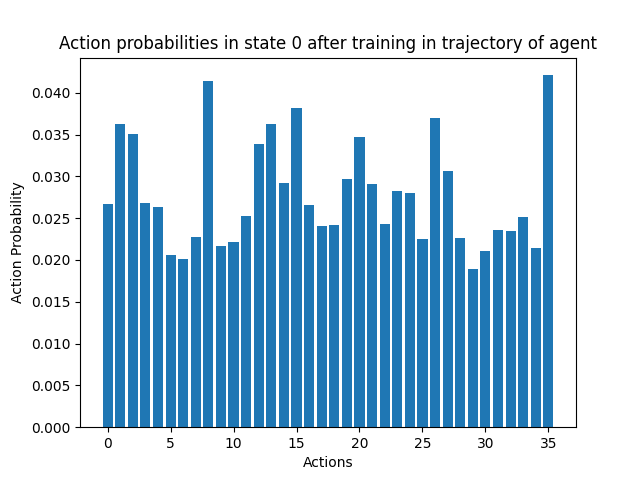 Action probabilities in state 0 after training in trajectory of agent
0.040
0.035
0.030
0.025
0.020
0.015
0.010
0.005
0.000
Action Probability
0 5 10 15 20 25 30 35
Actions